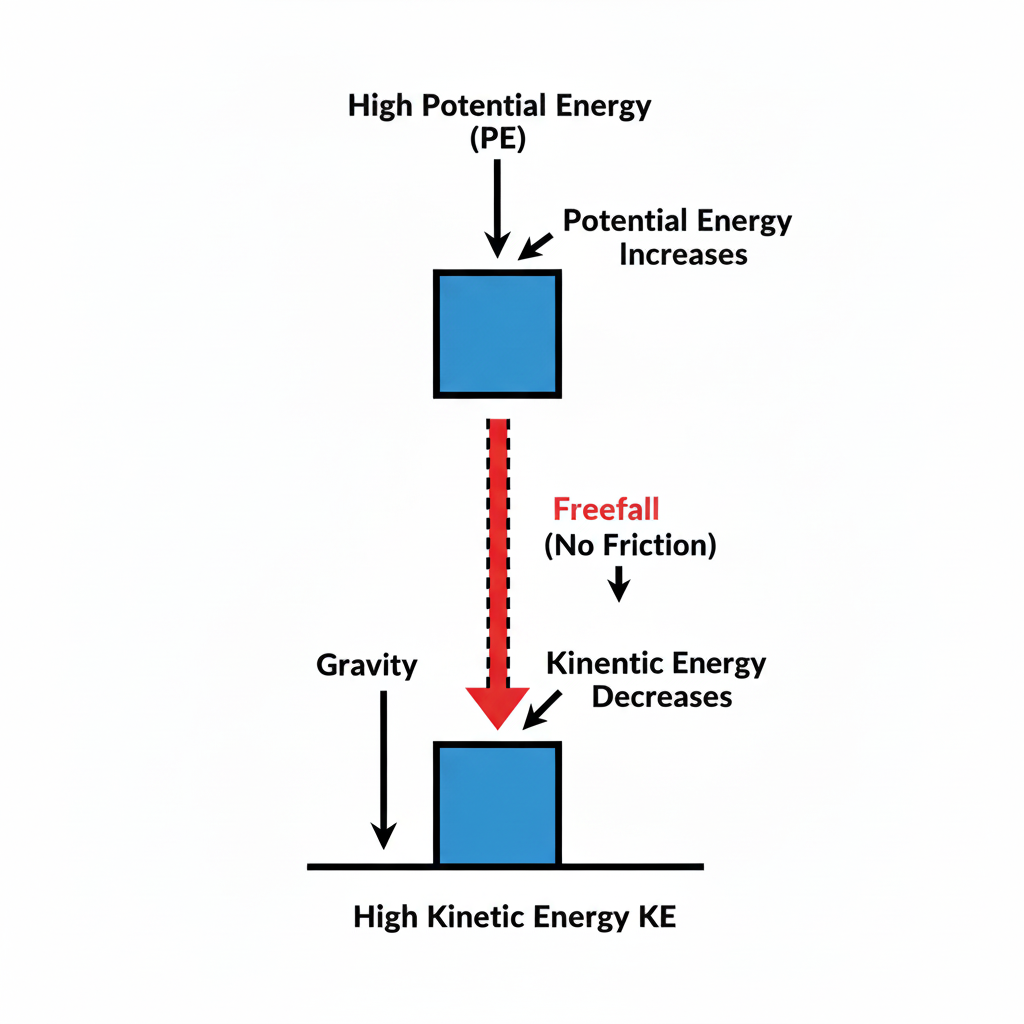 High Potential Energy
(PE)
Potential Energy
Increases
Freefall
(No Friction)
Gravity
Kinentic Energy
Decreases
High Kinetic Energy KE